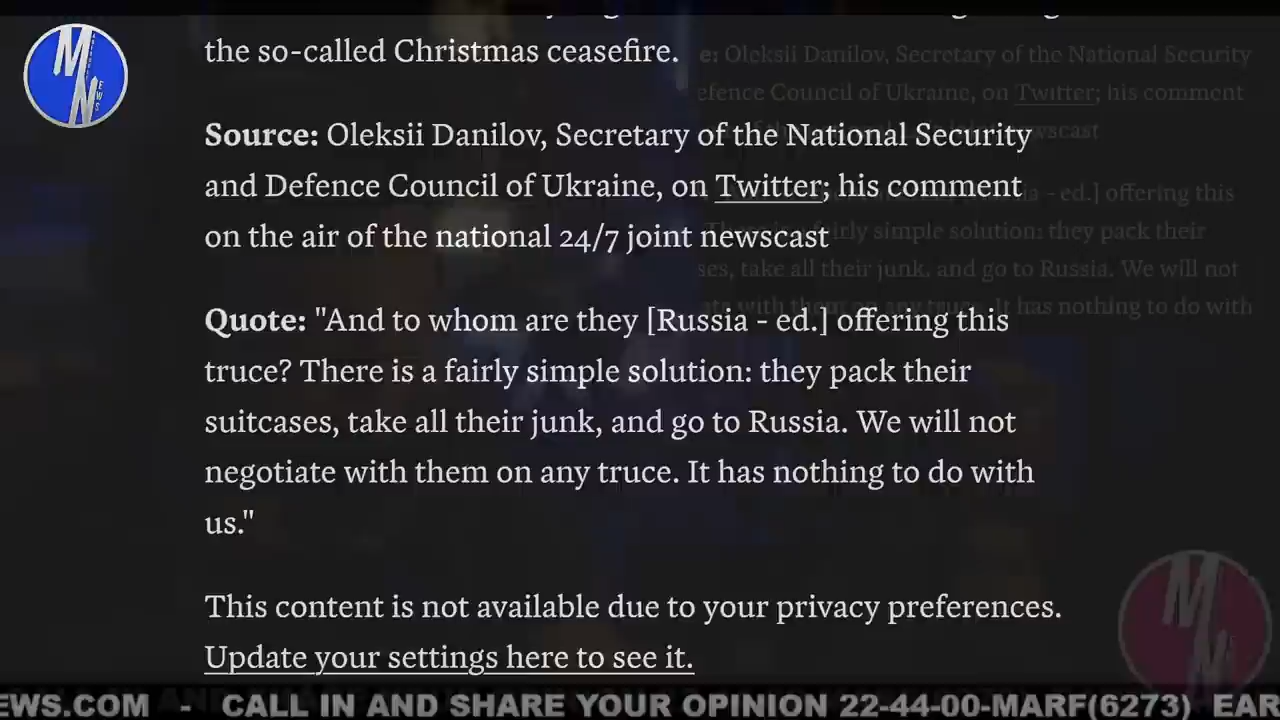 the so-called Christmas ceasefire.
Source: Oleksii Danilov, Secretary of the National Security
and Defence Council of Ukraine, on Twitter; his comment
on the air of the national 24/7 joint newscast
Quote: "And to whom are they [Russia - ed.] offering this
truce? There is a fairly simple solution: they pack their
suitcases, take all their junk, and go to Russia. We will not
negotiate with them on any truce. It has nothing to do with
us."
This content is not available due to your privacy preferences.
Update your settings here to see it.
EWS.COM - CALL IN AND SHARE YOUR OPINION 22-44-00-MARF(6273) EAR